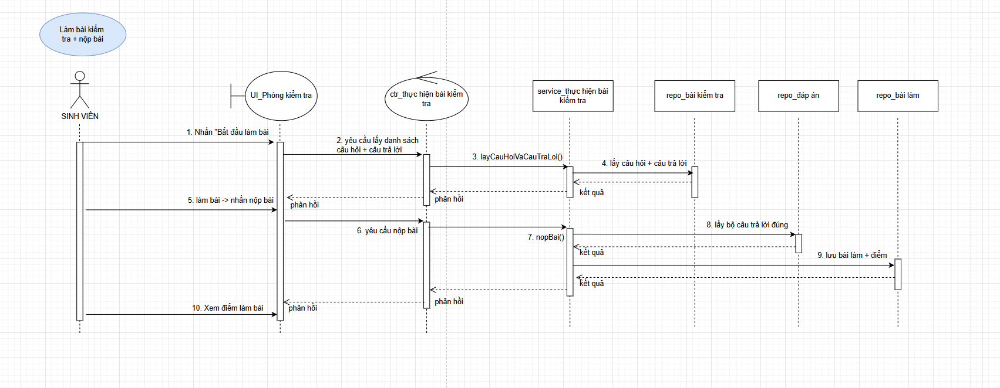 Làm bài kiểm
tra + nộp bài
SINH VIÊN
UI_Phòng kiểm tra
ctr_thực hiện bài kiểm
tra
service_thực hiện bài
kiểm tra
repo_bài kiểm tra
repo_đáp án
repo_bài làm
1. Nhấn "Bắt đầu làm bài
2. yêu cầu lấy danh sách
câu hỏi + câu trả lời
3. layCauHoiVaCauTraLoi()
4. lấy câu hỏi + câu trả lời
kết quả
phản hồi
phản hồi
5. làm bài -> nhấn nộp bài
6. yêu cầu nộp bài
7. nopBai()
8. lấy bộ câu trả lời đúng
kết quả
9. lưu bài làm + điểm
kết quả
phản hồi
phản hồi
10. Xem điểm làm bài